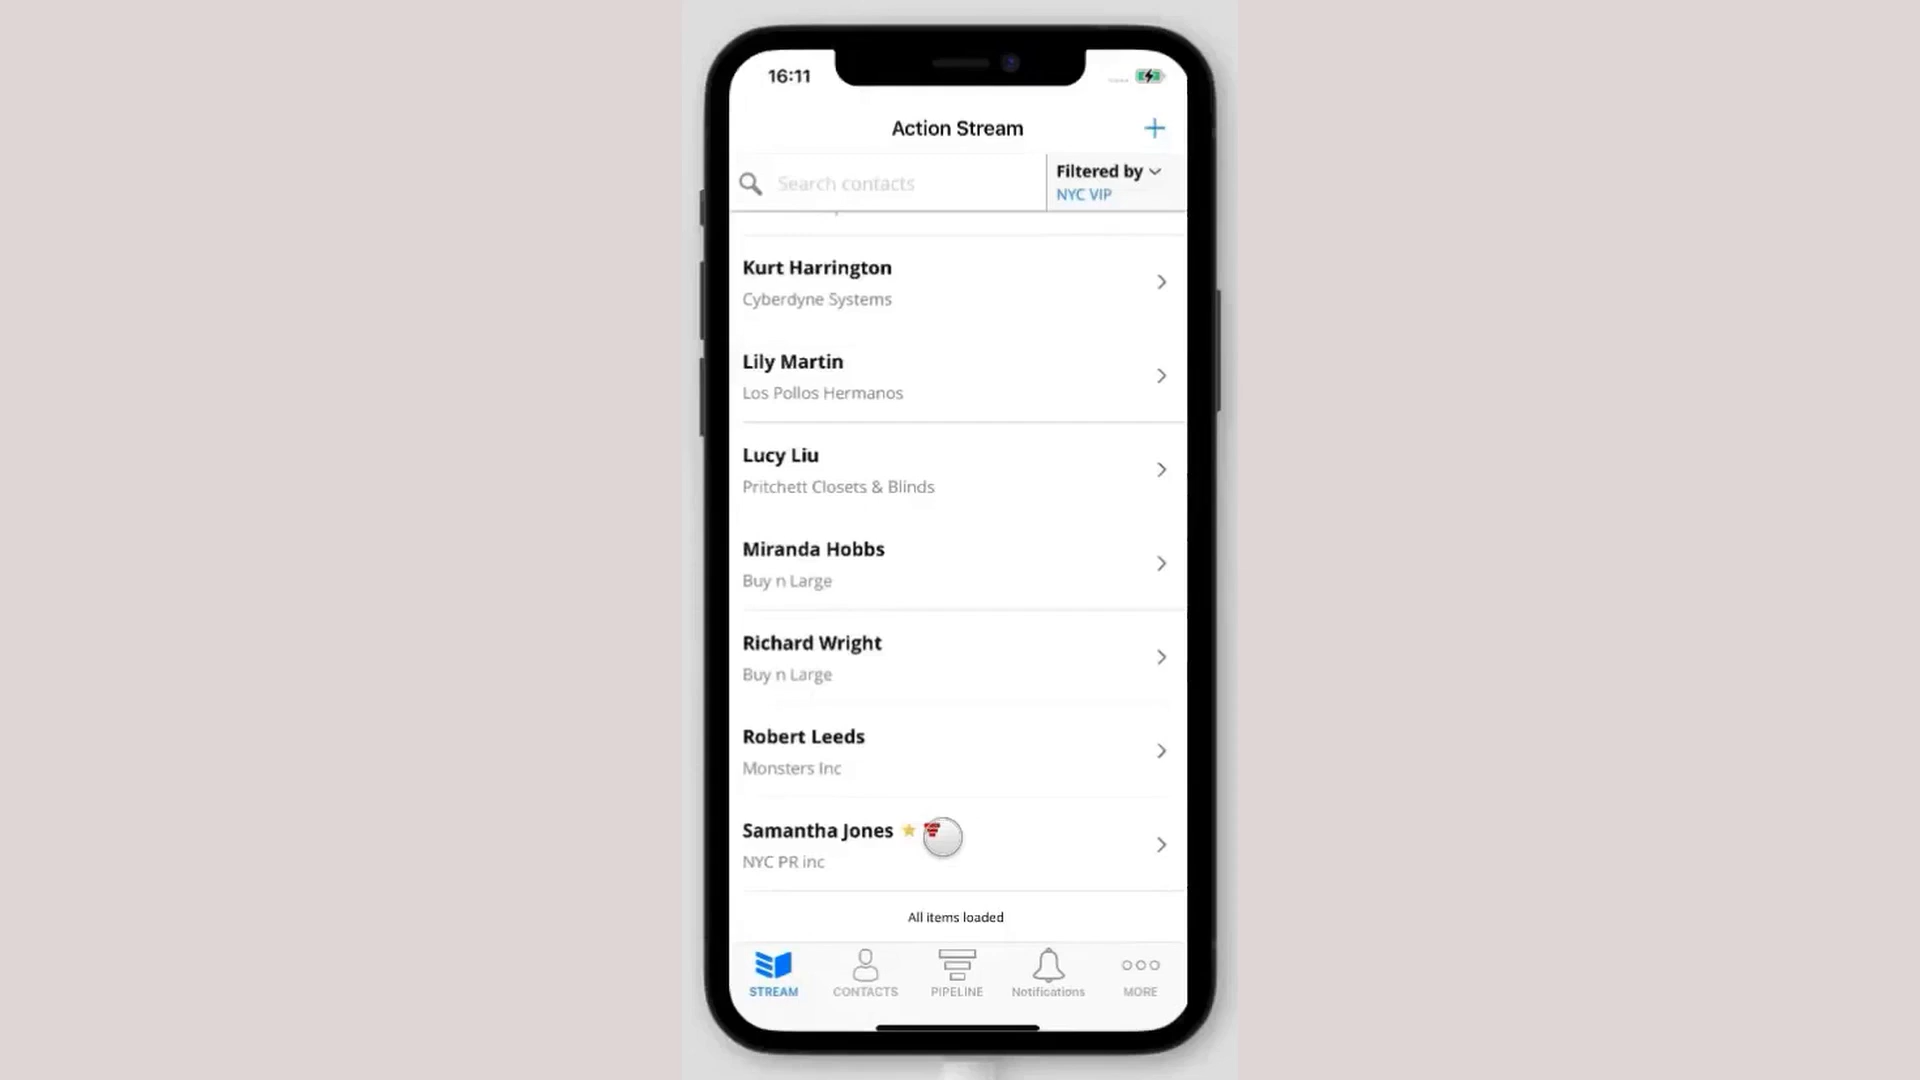 16:11
Action Stream
Search contacts
Filtered by
NYC VIP
Kurt Harrington
Cyberdyne Systems
Lily Martin
Los Pollos Hermanos
Lucy Liu
Pritchett Closets & Blinds
Miranda Hobbs
Buy n Large
Richard Wright
Buy n Large
Robert Leeds
Monsters Inc
Samantha Jones
NYC PR inc
All items loaded
STREAM
CONTACTS
PIPELINE
Notifications
MORE